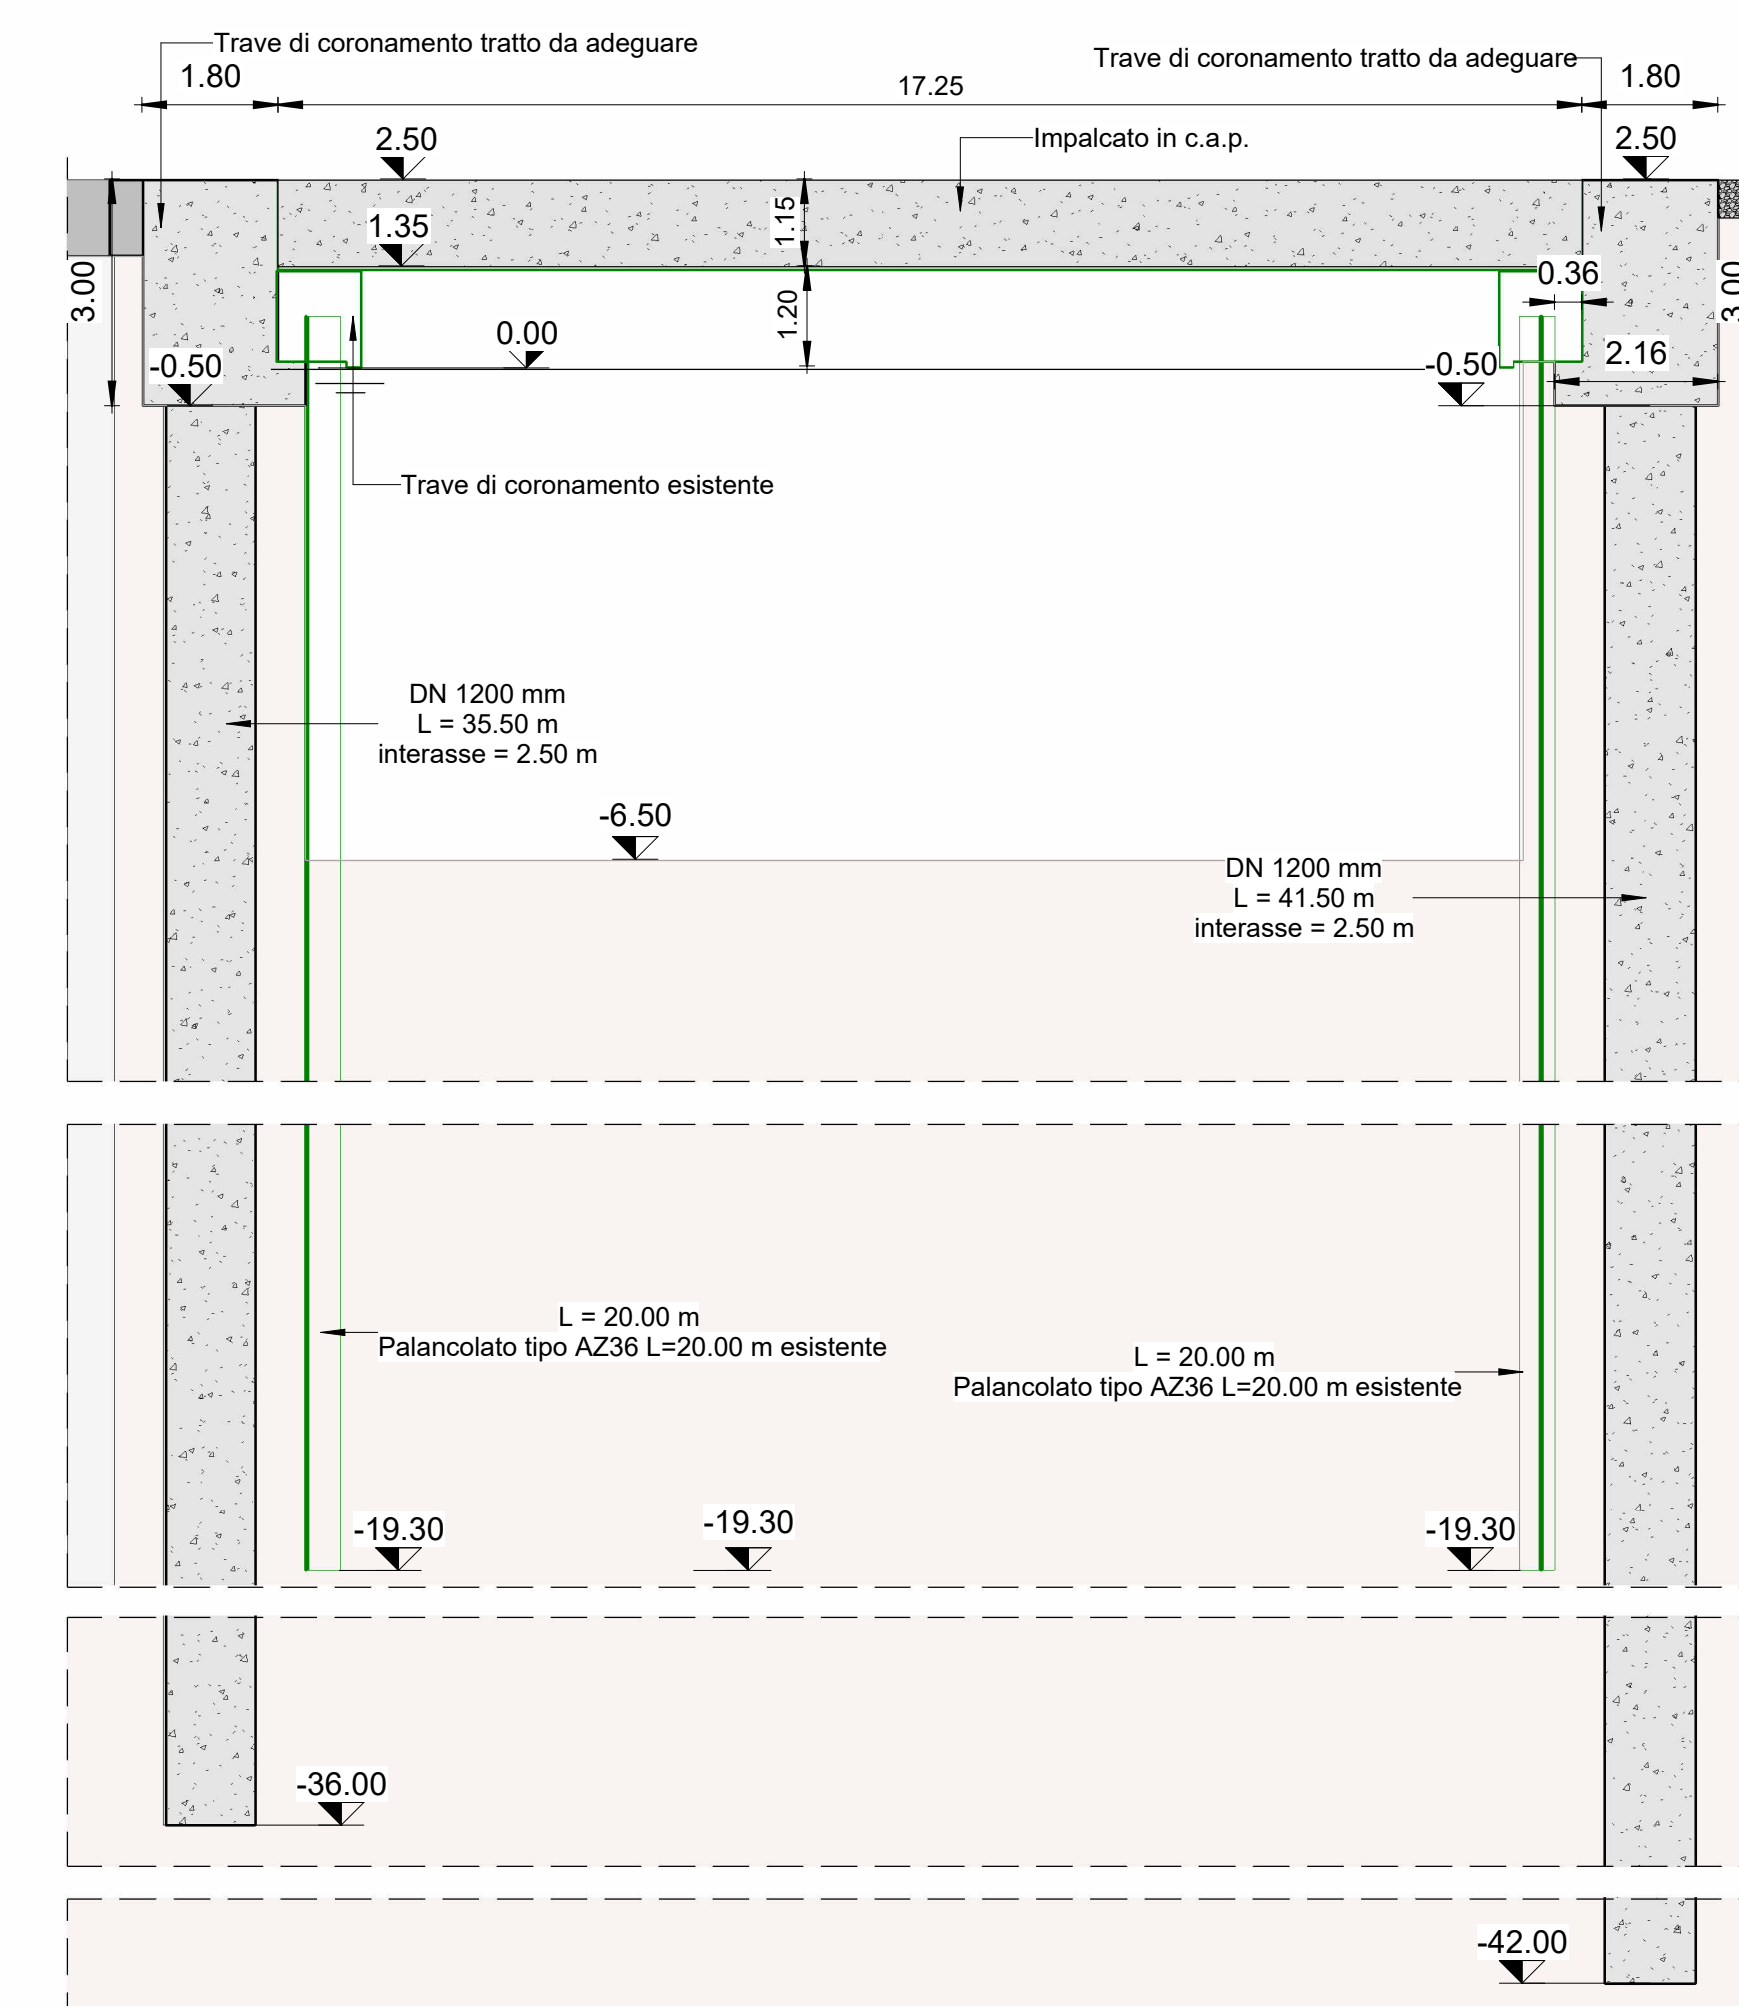 Trave di coronamento tratto da adeguare
Trave di coronamento tratto da adeguare
1.80
17.25
1.80
2.50
Impalcato in c.a.p.
2.50
1.15
1.35
3.00
0.36
3.00
1.20
0.00
-0.50
-0.50
2.16
Trave di coronamento esistente
DN 1200 mm
L = 35.50 m
interasse = 2.50 m
-6.50
DN 1200 mm
L = 41.50 m
interasse = 2.50 m
L = 20.00 m
Palancolato tipo AZ36 L=20.00 m esistente
L = 20.00 m
Palancolato tipo AZ36 L=20.00 m esistente
-19.30
-19.30
-19.30
-36.00
-42.00